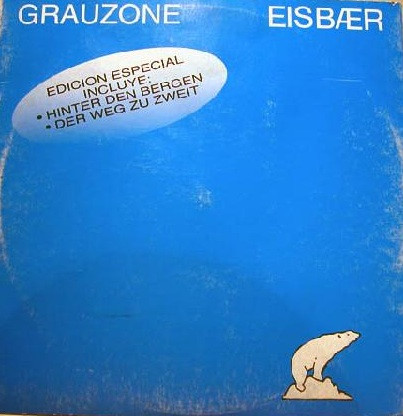 GRAUZONE EISBÆR
EDICION ESPECIAL
INCLUYE:
• HINTER DEN BERGEN
• DER WEG ZU ZWEIT